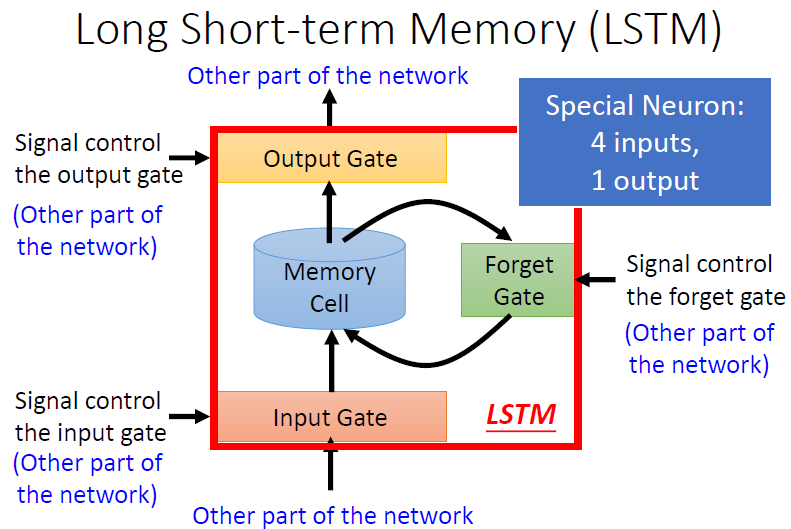 Long Short-term Memory (LSTM)
Other part of the network
Special Neuron:
4 inputs,
1 output
Signal control
the output gate
(Other part of
the network)
Output Gate
Memory
Cell
Forget
Gate
Signal control
the forget gate
(Other part of
the network)
Signal control
the input gate
(Other part of
the network)
Input Gate
LSTM
Other part of the network